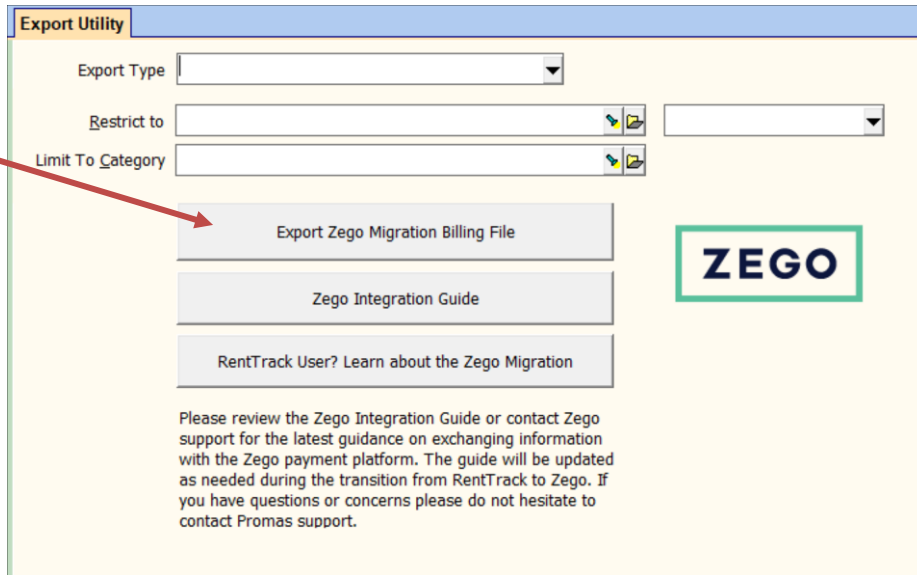 Export Utility
Export Type
Restrict to
Limit To Category
Export Zego Migration Billing File
ZEGO
Zego Integration Guide
RentTrack User? Learn about the Zego Migration
Please review the Zego Integration Guide or contact Zego
support for the latest guidance on exchanging information
with the Zego payment platform. The guide will be updated
as needed during the transition from RentTrack to Zego. If
you have questions or concerns please do not hesitate to
contact Promas support.